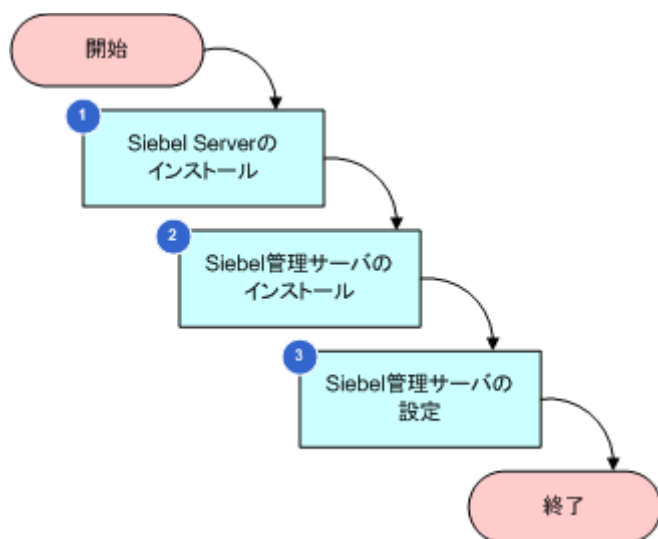 開始
1
Siebel Serverの
インストール
2
Siebel管理サーバの
インストール
3
Siebel管理サーバの
設定
終了